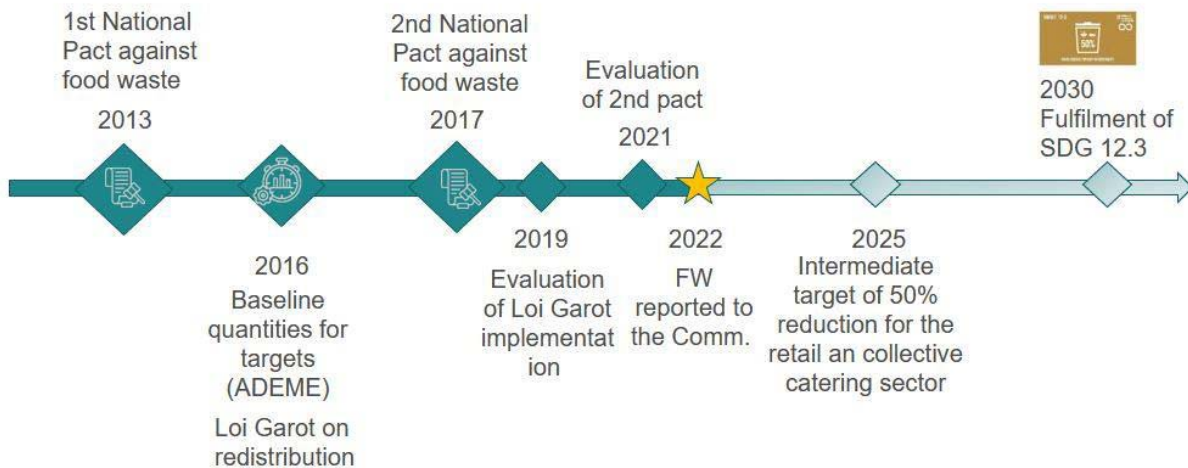 1st National
Pact against
food waste
2013
2016
Baseline
quantities for
targets
(ADEME)
Loi Garot on
redistribution
2nd National
Pact against
food waste
2017
2019
Evaluation
of Loi Garot
implementat
ion
Evaluation
of 2nd pact
2021
2022
FW
reported to
the Comm.
2025
Intermediate
target of 50%
reduction for the
retail an collective
catering sector
50%
2030
Fulfilment of
SDG 12.3